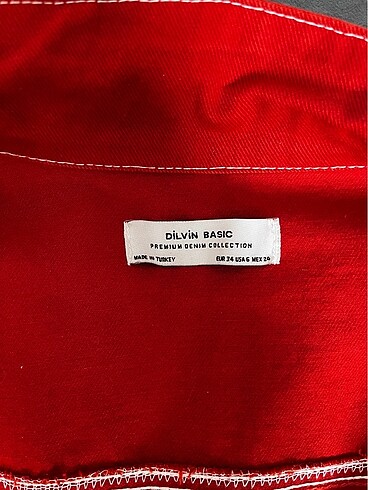 DİLVİN BASIC
PREMIUM DENIM COLLECTION
MADE IN TURKEY EUR 34 USA 6 MEX 26